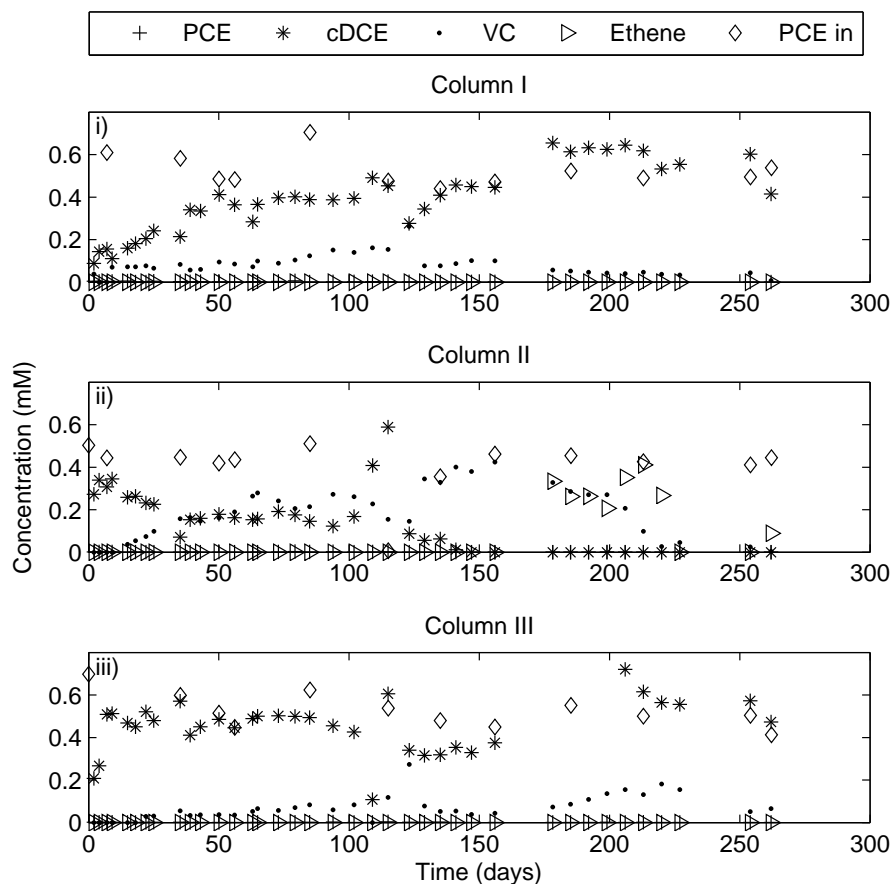 PCE cDCE VC Ethene PCE in
Column I
i)
0.6
0.4
0.2
0
0 50 100 150 200 250 300
Column II
ii)
0.6
0.4
0.2
0
0 50 100 150 200 250 300
Concentration (mM)
Column III
iii)
0.6
0.4
0.2
0
0 50 100 150 200 250 300
Time (days)